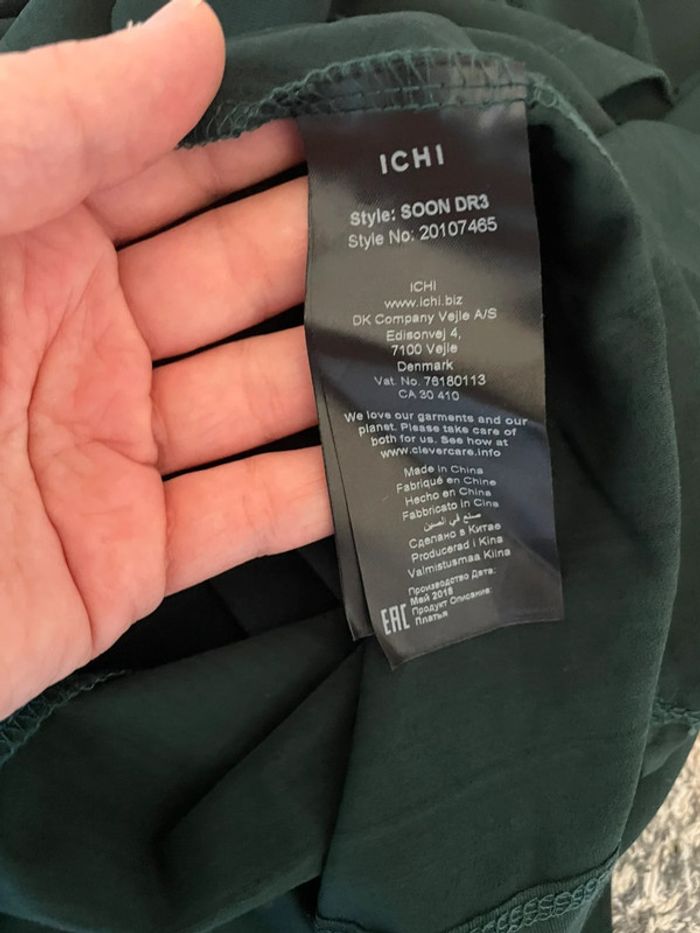 ICHI
Style: SOON DR3
Style No: 20107465
ICHI
www.ichi.biz
DK Company Vejle A/S
Edisonvej 4,
7100 Vejle
Denmark
Vat. No. 76180113
CA 30 410
We love our garments and our
planet. Please take care of
both for us. See how at
www.clevercare.info
Made in China
Fabriqué en Chine
Hecho en China
Fabbricato in Cina
صنع في الصين
Сделано в Китае
Producerad i Kina
Valmistusmaa Kiina
Производство Дата:
Май 2018
Продукт Описание:
Платья
EAC